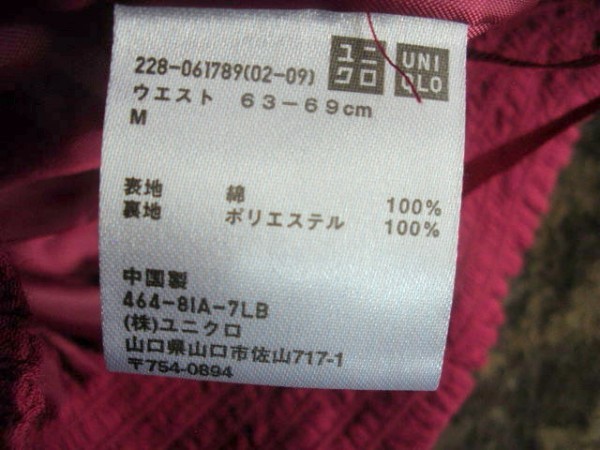 228-061789(02-09)
ユニクロ
UNIQLO
ウエスト 63-69cm
M
表地 綿 100%
裏地 ポリエステル 100%
中国製
464-81A-7LB
(株)ユニクロ
山口県山口市佐山717-1
〒754-0894